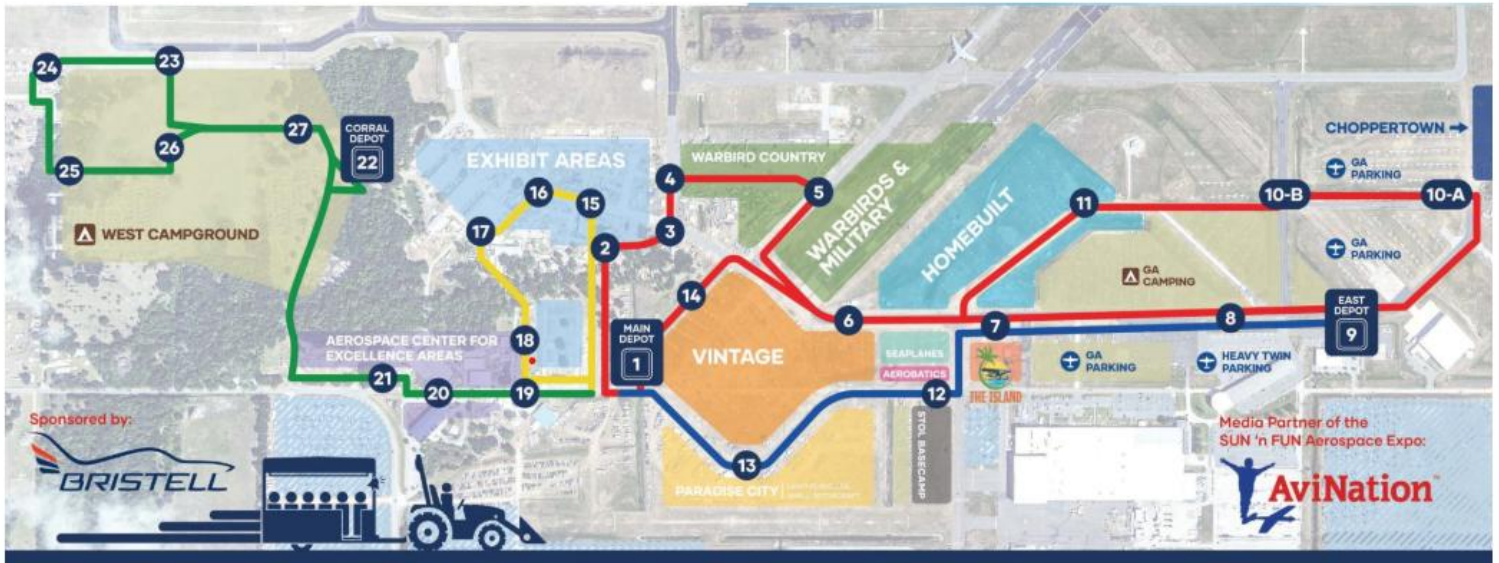 24
23
27
26
25
CORRAL
DEPOT
22
WEST CAMPGROUND
EXHIBIT AREAS
16
15
17
18
19
20
21
AEROSPACE CENTER FOR
EXCELLENCE AREAS
WARBIRD COUNTRY
4
5
3
2
14
MAIN
DEPOT
1
WARBIRDS &
MILITARY
HOMEBUILT
11
10-B
10-A
CHOPPERTOWN
GA
PARKING
GA
PARKING
GA
CAMPING
6
7
8
EAST
DEPOT
9
VINTAGE
SEAPLANES
AEROBATICS
THE ISLAND
GA
PARKING
HEAVY TWIN
PARKING
12
13
STOL BASECAMP
PARADISE CITY
Sponsored by:
BRISTELL
Media Partner of the
SUN 'n FUN Aerospace Expo:
AviNation™